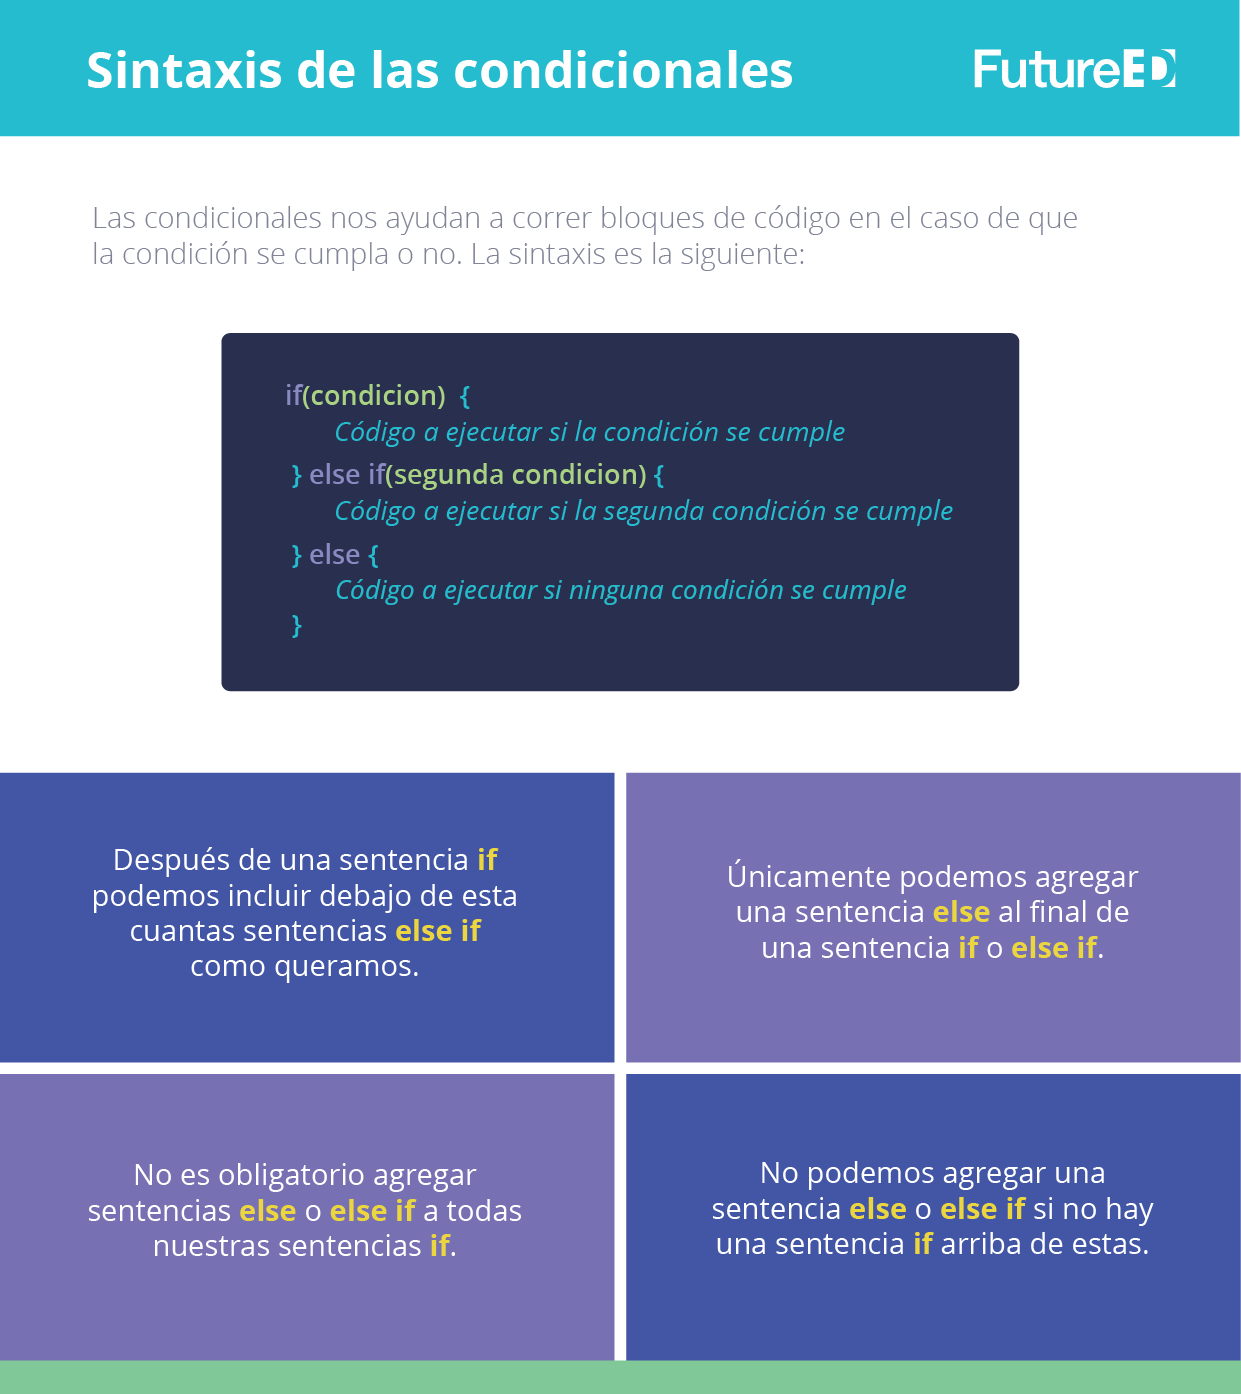 Sintaxis de las condicionales
FutureED
Las condicionales nos ayudan a correr bloques de código en el caso de que
la condición se cumpla o no. La sintaxis es la siguiente:
if(condicion) {
Código a ejecutar si la condición se cumple
} else if(segunda condicion) {
Código a ejecutar si la segunda condición se cumple
} else {
Código a ejecutar si ninguna condición se cumple
}
Después de una sentencia if
podemos incluir debajo de esta
cuantas sentencias else if
como queramos.
Únicamente podemos agregar
una sentencia else al final de
una sentencia if o else if.
No es obligatorio agregar
sentencias else o else if a todas
nuestras sentencias if.
No podemos agregar una
sentencia else o else if si no hay
una sentencia if arriba de estas.